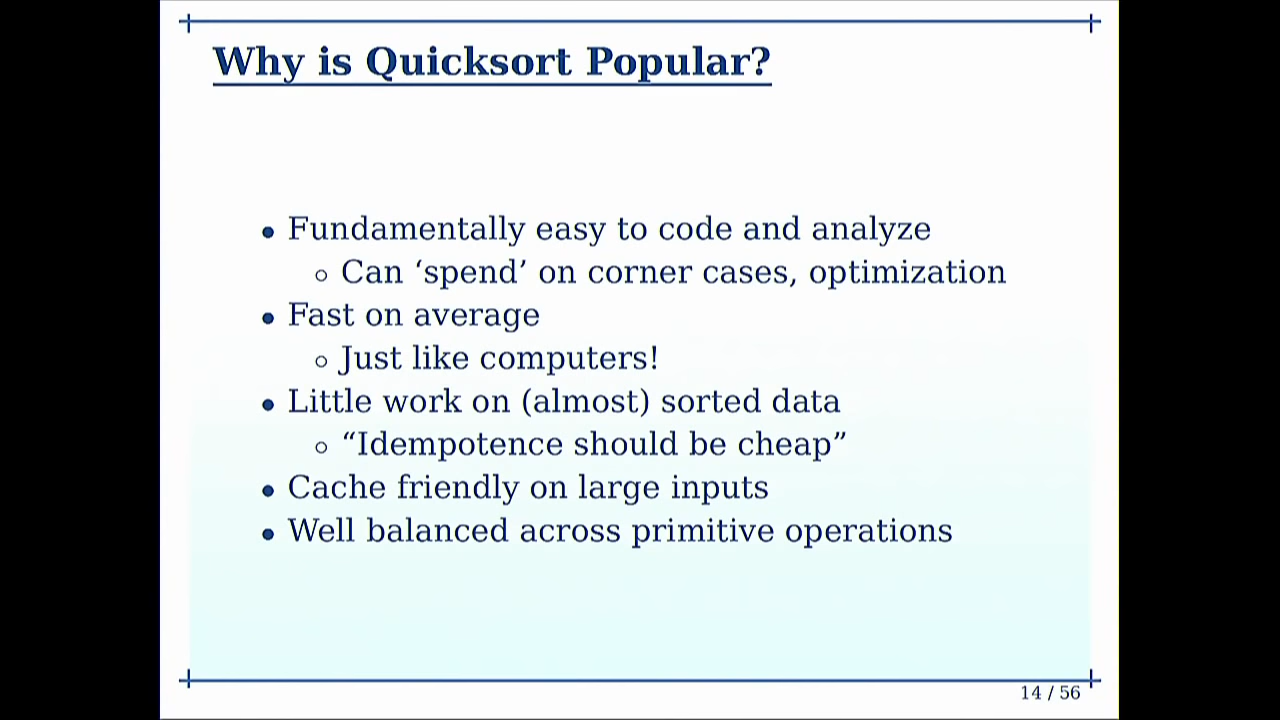 Why is Quicksort Popular?
• Fundamentally easy to code and analyze
◦ Can ‘spend’ on corner cases, optimization
• Fast on average
◦ Just like computers!
• Little work on (almost) sorted data
◦ “Idempotence should be cheap”
• Cache friendly on large inputs
• Well balanced across primitive operations
14 / 56